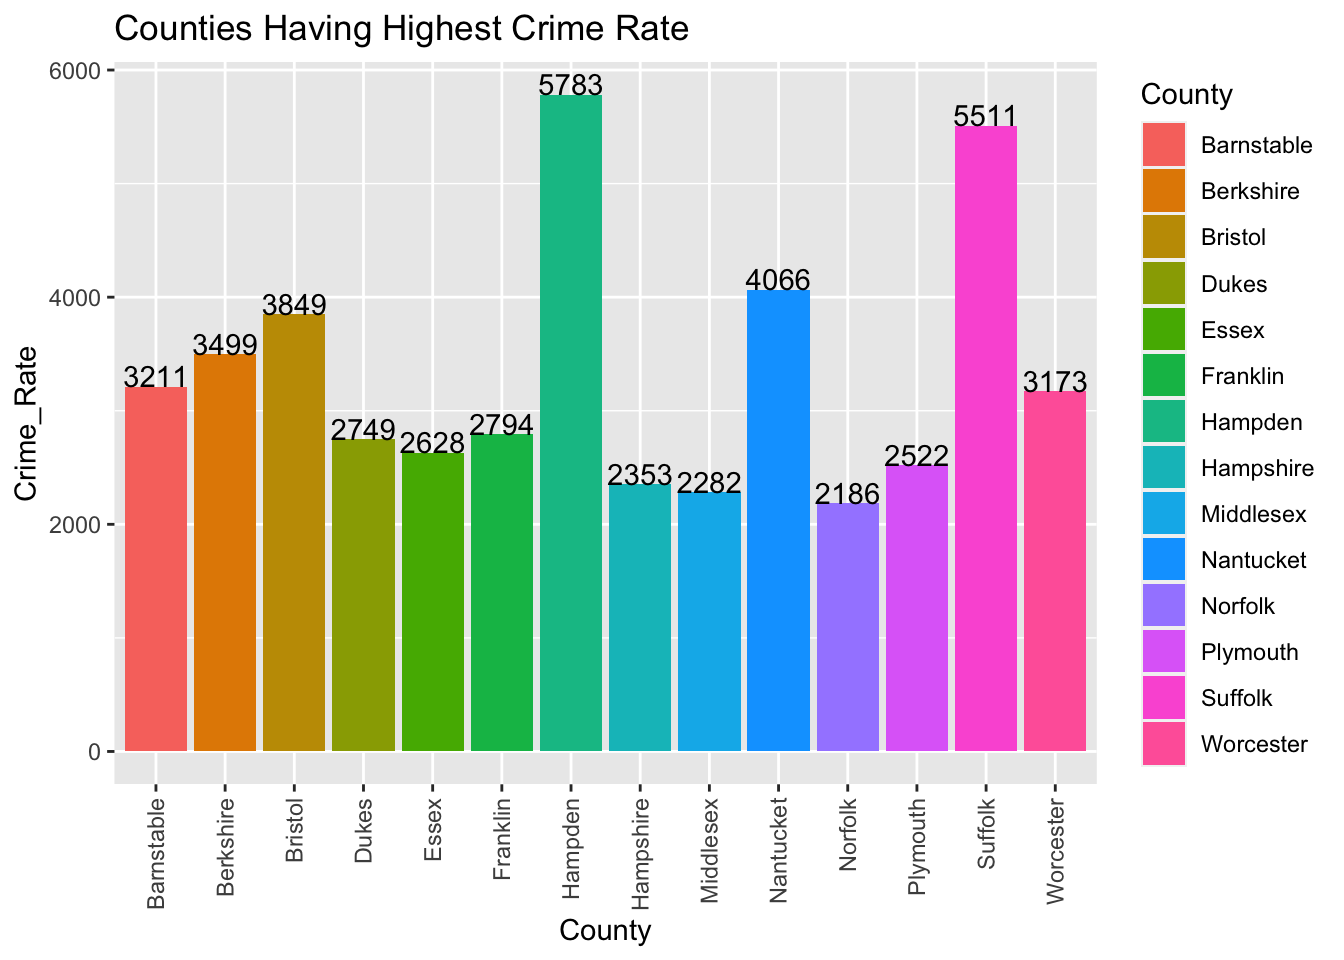 Counties Having Highest Crime Rate
Crime_Rate
6000
4000
2000
0
3211
3499
3849
2749
2628
2794
5783
2353
2282
4066
2186
2522
5511
3173
Barnstable
Berkshire
Bristol
Dukes
Essex
Franklin
Hampden
Hampshire
Middlesex
Nantucket
Norfolk
Plymouth
Suffolk
Worcester
County
County
Barnstable
Berkshire
Bristol
Dukes
Essex
Franklin
Hampden
Hampshire
Middlesex
Nantucket
Norfolk
Plymouth
Suffolk
Worcester